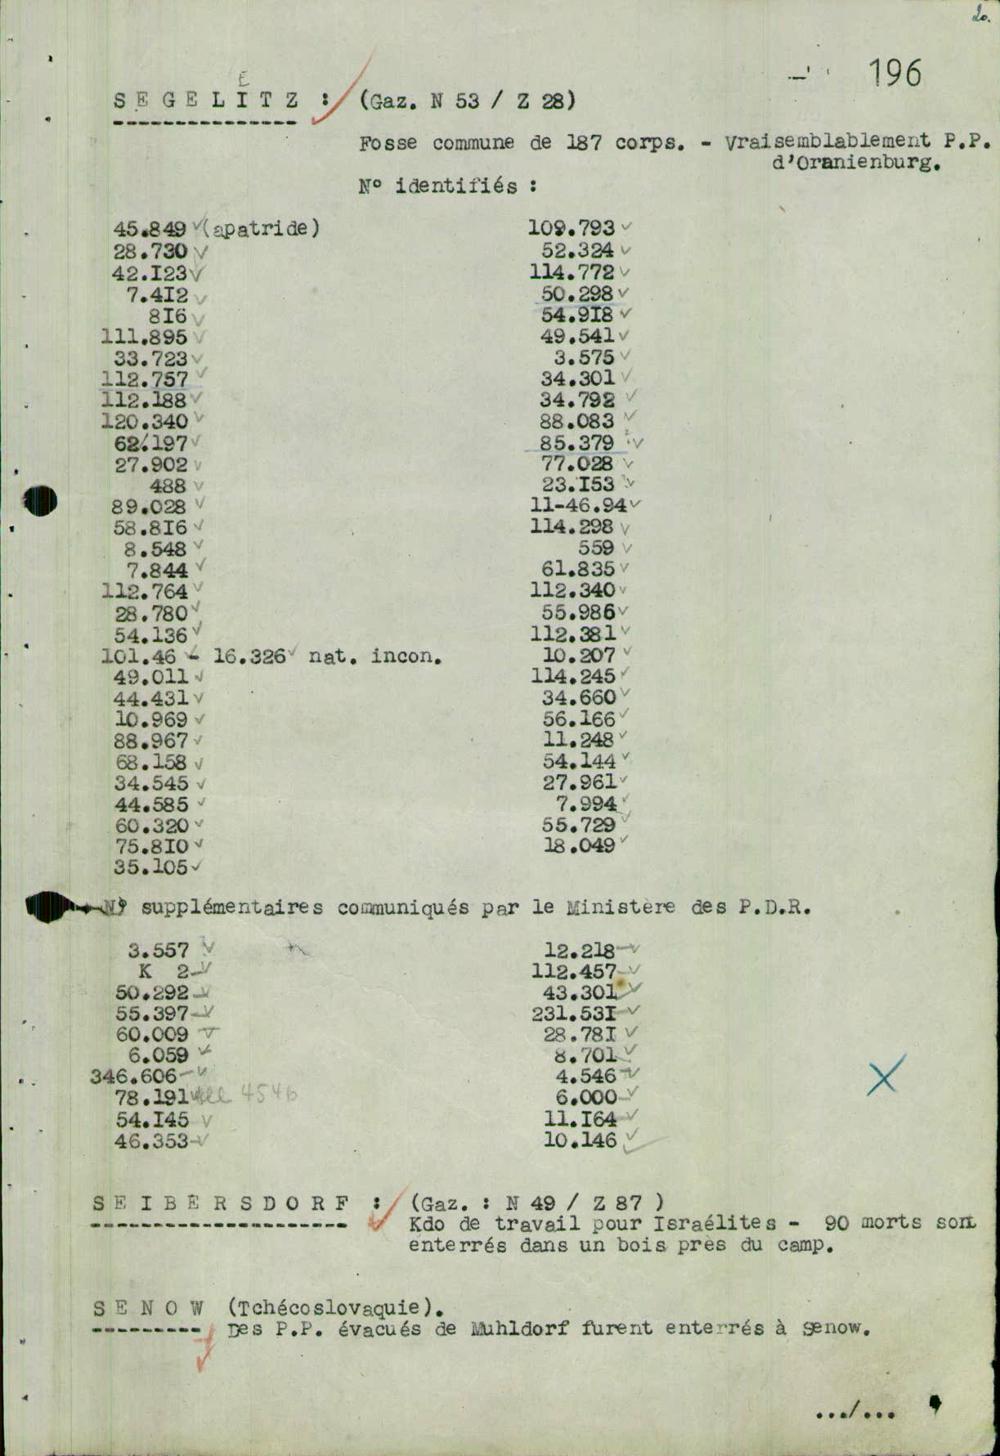 20.
196
E
S E G E L I T Z : (Gaz. N 53 / Z 28)
Fosse commune de 187 corps. - Vraisemblablement P.P.
d'Oranienburg.
N° identifiés :
45.849 (apatride) 109.793
28.730 52.324
42.I23 114.772
7.4I2 50.298
8I6 54.9I8
111.895 49.541
33.723 3.575
112.757 34.301
112.188 34.792
120.340 88.083
62.197 85.379
27.902 77.028
488 23.I53
89.028 11-46.94
58.8I6 114.298
8.548 559
7.844 61.835
112.764 112.340
28.780 55.986
54.136 112.381
101.46 - 16.326 nat. incon. 10.207
49.011 114.245
44.431 34.660
10.969 56.166
88.967 11.248
68.158 54.144
34.545 27.961
44.585 7.994
60.320 55.729
75.8I0 18.049
35.105
N° supplémentaires communiqués par le Ministère des P.D.R.
3.557 12.218
K 2 112.457
50.292 43.301
55.397 231.53I
60.009 28.78I
6.059 8.701
346.606 4.546
78.191 4546 6.000
54.I45 11.I64
46.353 10.146
S E I B E R S D O R F : (Gaz. : N 49 / Z 87 )
Kdo de travail pour Israélites - 90 morts sont
enterrés dans un bois près du camp.
S E N O W (Tchécoslovaquie).
Des P.P. évacués de Muhldorf furent enterrés à Senow.
.../...